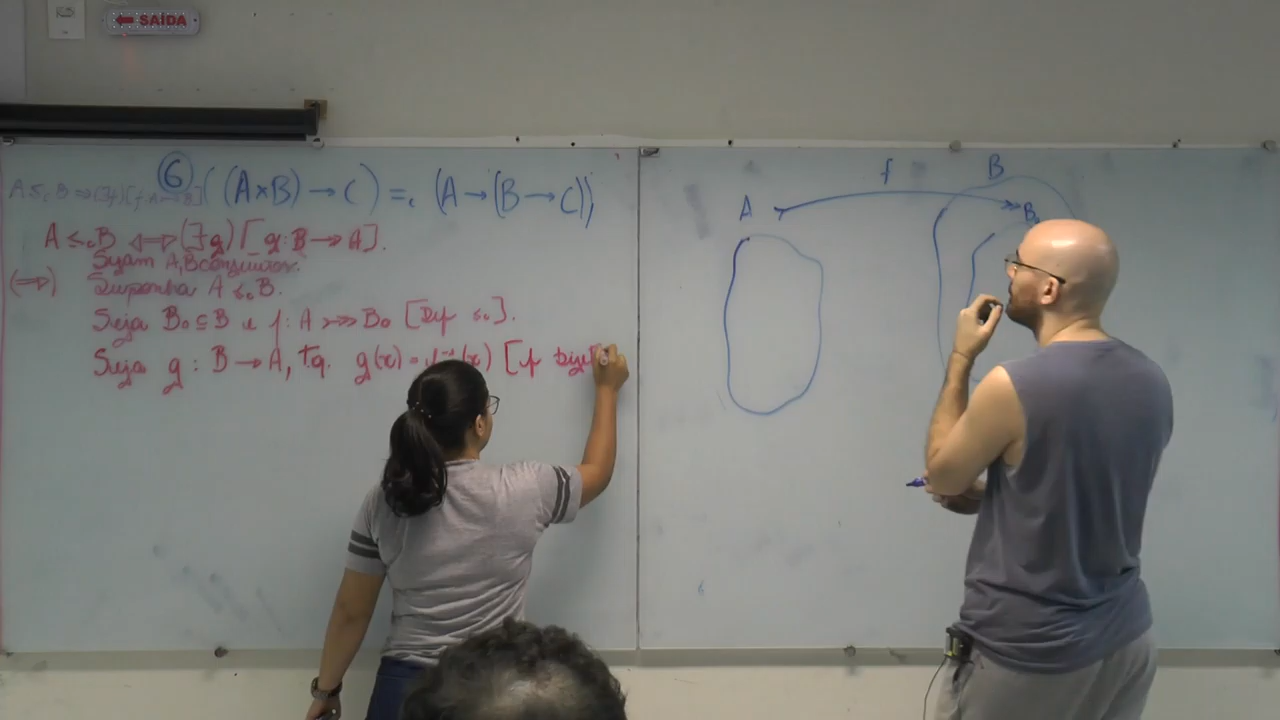 SAÍDA
⑥ ((A×B)→C) =c (A→(B→C))
A ≤c B ⟺ (∃g)[g: B→A].
Sejam A, B conjuntos.
(⇒) Suponha A ≤c B.
Seja B₀ ⊆ B e f: A ↣↠ B₀ [Def ≤c].
Seja g: B→A, t.q. g(x) = f⁻¹(x) [f bije
f
B
A
B₀